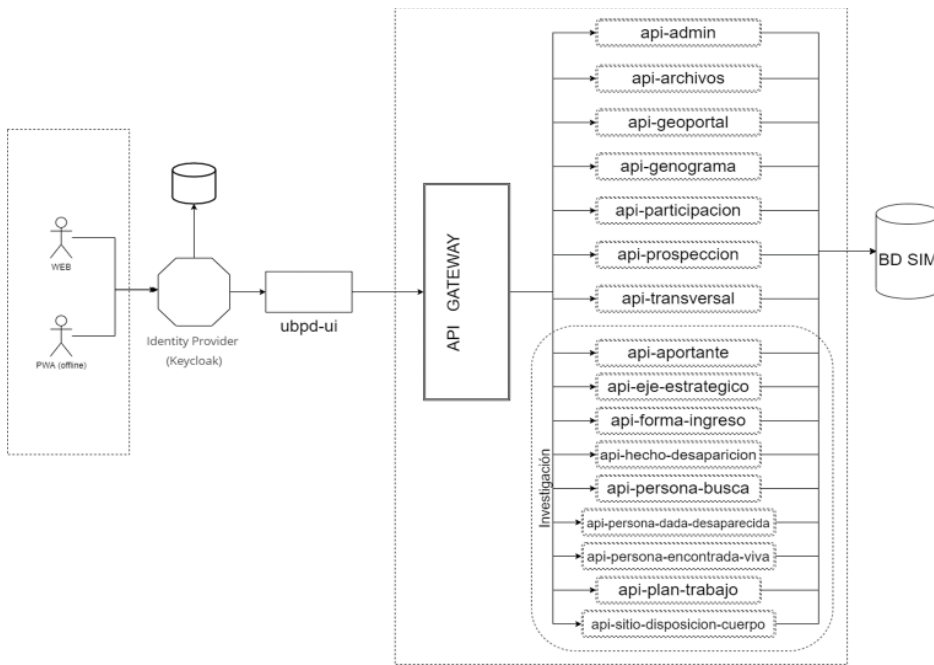 WEB
PWA (offline)
Identity Provider
(Keycloak)
ubpd-ui
API GATEWAY
api-admin
api-archivos
api-geoportal
api-genograma
api-participacion
api-prospeccion
api-transversal
Investigación
api-aportante
api-eje-estrategico
api-forma-ingreso
api-hecho-desaparicion
api-persona-busca
api-persona-dada-desaparecida
api-persona-encontrada-viva
api-plan-trabajo
api-sitio-disposicion-cuerpo
BD SIM